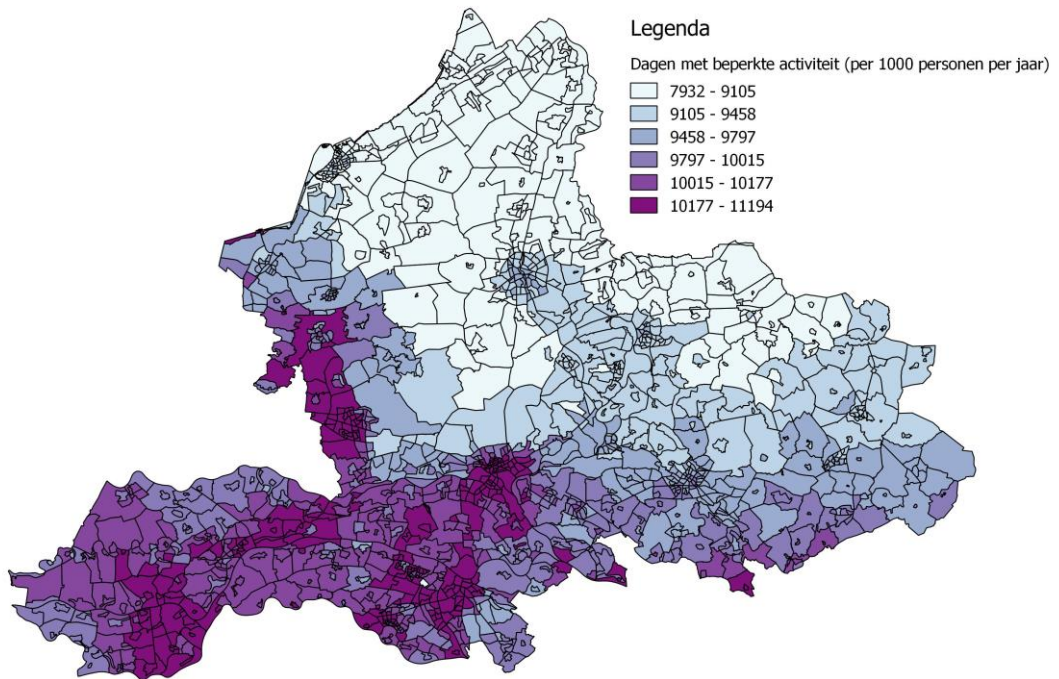 Legenda
Dagen met beperkte activiteit (per 1000 personen per jaar)
7932 - 9105
9105 - 9458
9458 - 9797
9797 - 10015
10015 - 10177
10177 - 11194